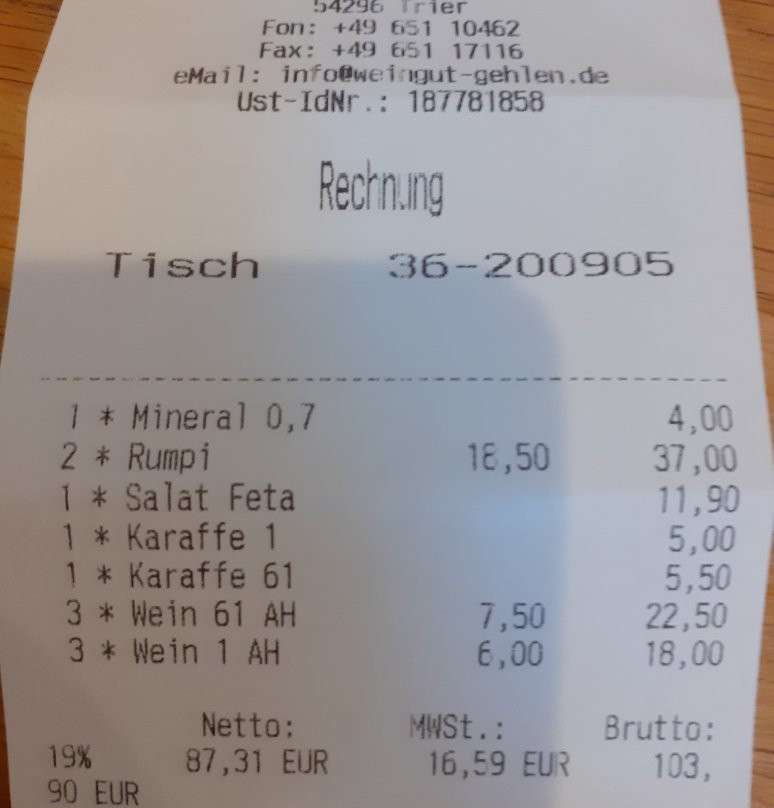 54296 Trier
Fon: +49 651 10462
Fax: +49 651 17116
eMail: info@weingut-gehlen.de
Ust-IdNr.: 187781858
Rechnung
Tisch 36-200905
1 * Mineral 0,7 4,00
2 * Rumpi 18,50 37,00
1 * Salat Feta 11,90
1 * Karaffe 1 5,00
1 * Karaffe 61 5,50
3 * Wein 61 AH 7,50 22,50
3 * Wein 1 AH 6,00 18,00
Netto: MWSt.: Brutto:
19% 87,31 EUR 16,59 EUR 103,
90 EUR